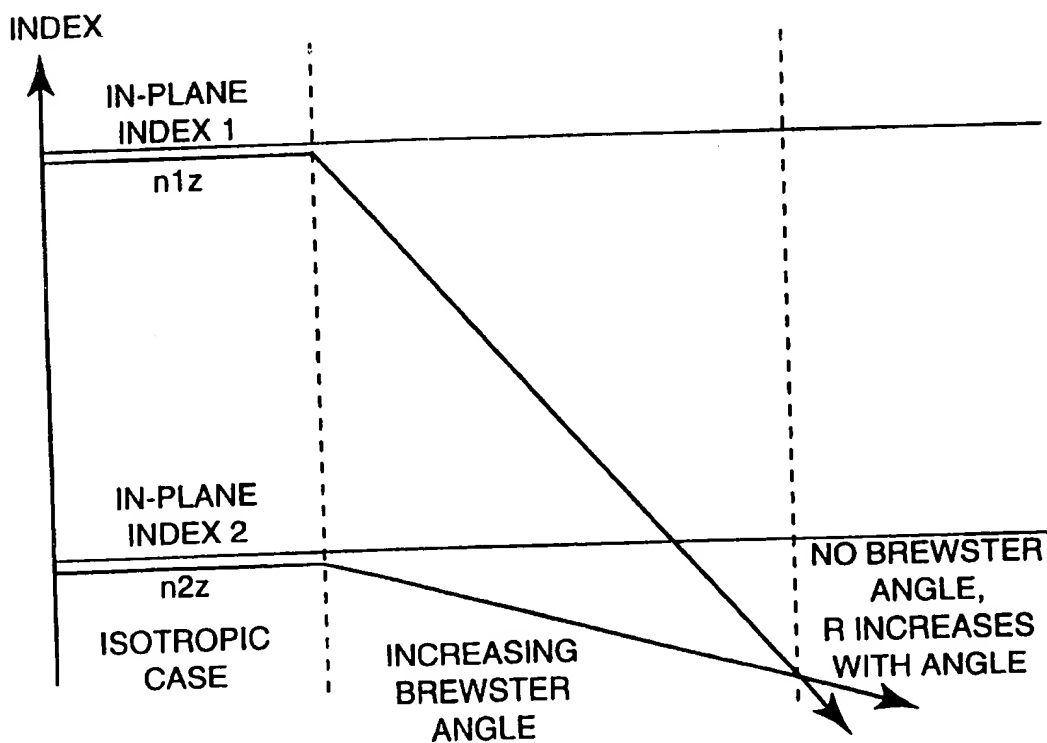 INDEX
IN-PLANE
INDEX 1
n1z
IN-PLANE
INDEX 2
n2z
ISOTROPIC
CASE
INCREASING
BREWSTER
ANGLE
NO BREWSTER
ANGLE,
R INCREASES
WITH ANGLE